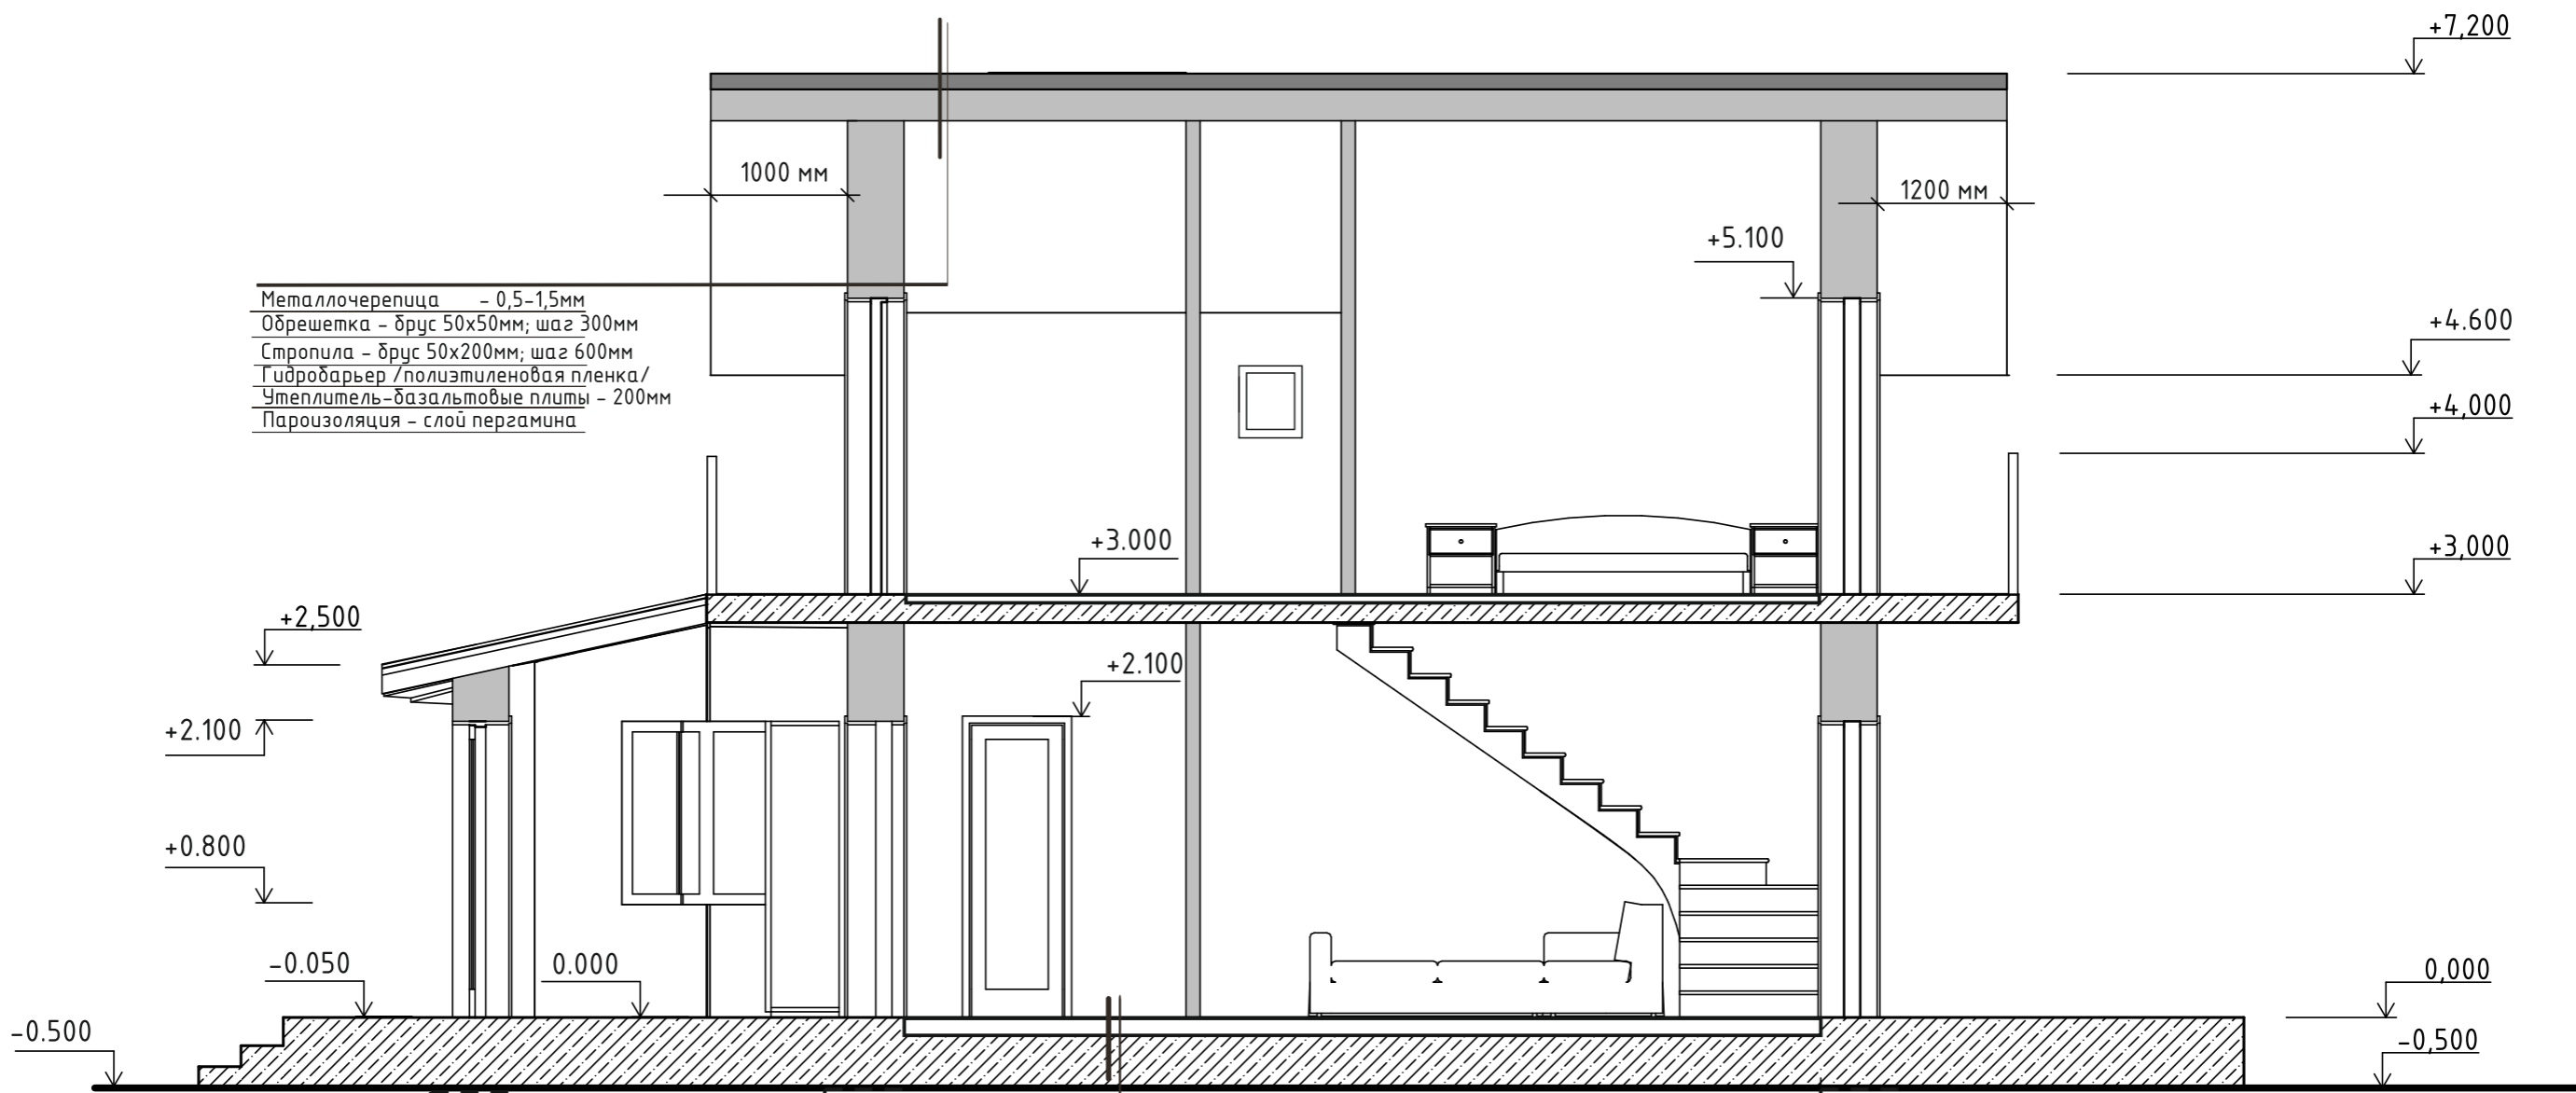 +7,200
1000 мм
1200 мм
+5.100
Металлочерепица - 0,5-1,5мм
Обрешетка - брус 50х50мм; шаг 300мм
Стропила - брус 50х200мм; шаг 600мм
Гидробарьер /полиэтиленовая пленка/
Утеплитель-базальтовые плиты - 200мм
Пароизоляция - слой пергамина
+4.600
+4,000
+3.000
+3,000
+2,500
+2.100
+2.100
+0.800
-0.050
0.000
0,000
-0.500
-0,500